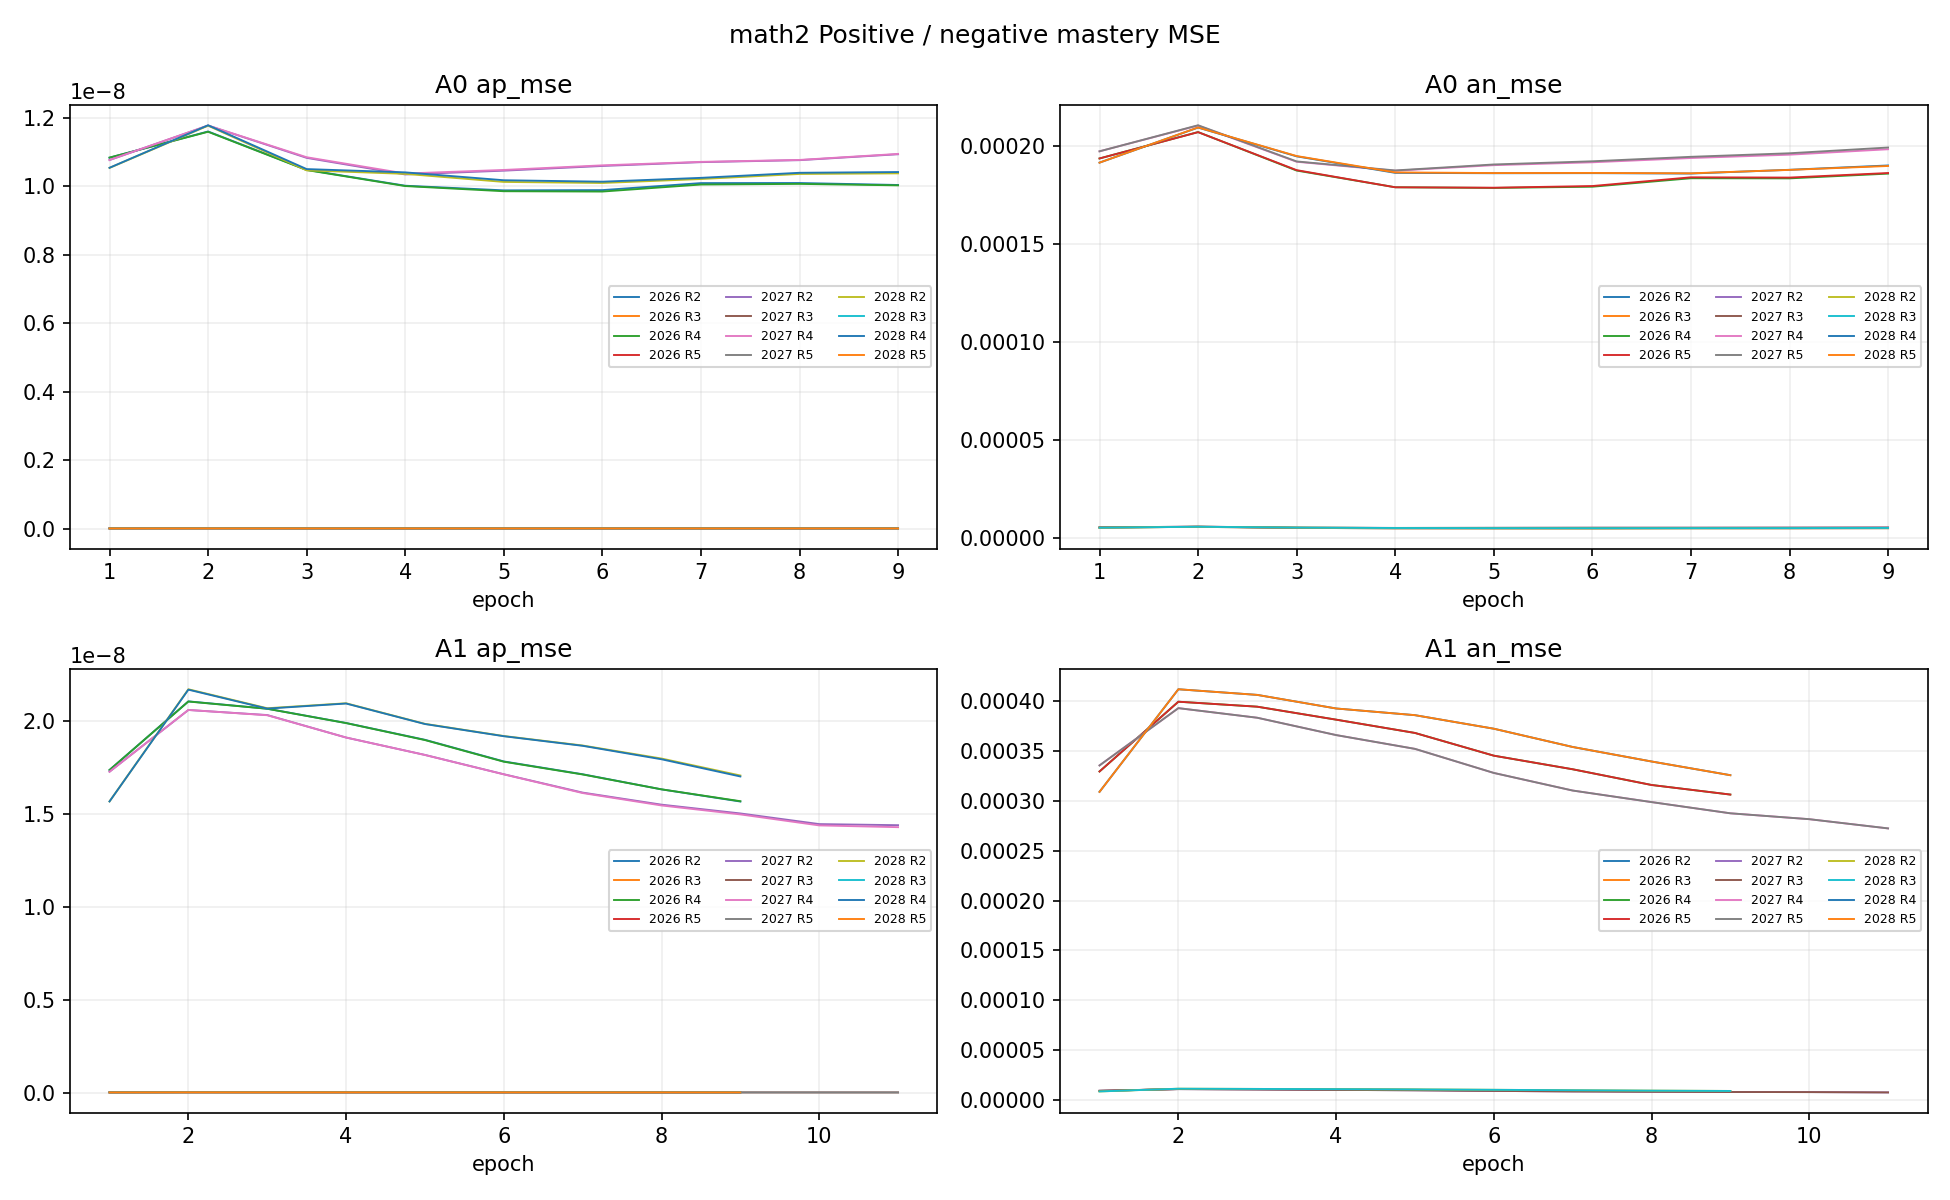 math2 Positive / negative mastery MSE
A0 ap_mse
1e−8
1.2
1.0
0.8
0.6
0.4
0.2
0.0
1 2 3 4 5 6 7 8 9
epoch
2026 R2 2027 R2 2028 R2
2026 R3 2027 R3 2028 R3
2026 R4 2027 R4 2028 R4
2026 R5 2027 R5 2028 R5
A0 an_mse
0.00020
0.00015
0.00010
0.00005
0.00000
1 2 3 4 5 6 7 8 9
epoch
2026 R2 2027 R2 2028 R2
2026 R3 2027 R3 2028 R3
2026 R4 2027 R4 2028 R4
2026 R5 2027 R5 2028 R5
A1 ap_mse
1e−8
2.0
1.5
1.0
0.5
0.0
2 4 6 8 10
epoch
2026 R2 2027 R2 2028 R2
2026 R3 2027 R3 2028 R3
2026 R4 2027 R4 2028 R4
2026 R5 2027 R5 2028 R5
A1 an_mse
0.00040
0.00035
0.00030
0.00025
0.00020
0.00015
0.00010
0.00005
0.00000
2 4 6 8 10
epoch
2026 R2 2027 R2 2028 R2
2026 R3 2027 R3 2028 R3
2026 R4 2027 R4 2028 R4
2026 R5 2027 R5 2028 R5